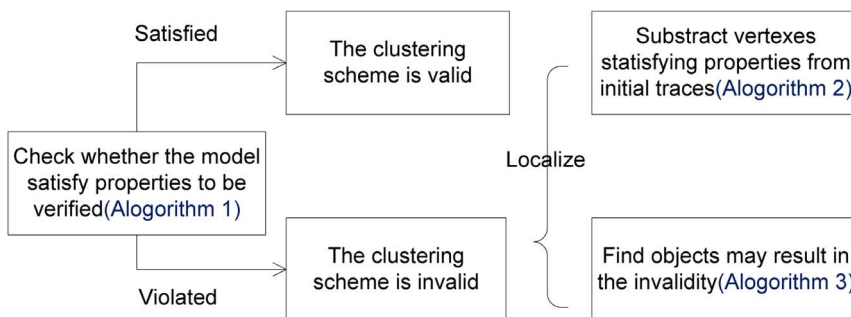 Satisfied
The clustering
scheme is valid
Substract vertexes
statisfying properties from
initial traces(Alogorithm 2)
Check whether the model
satisfy properties to be
verified(Alogorithm 1)
Localize
The clustering
scheme is invalid
Find objects may result in
the invalidity(Alogorithm 3)
Violated